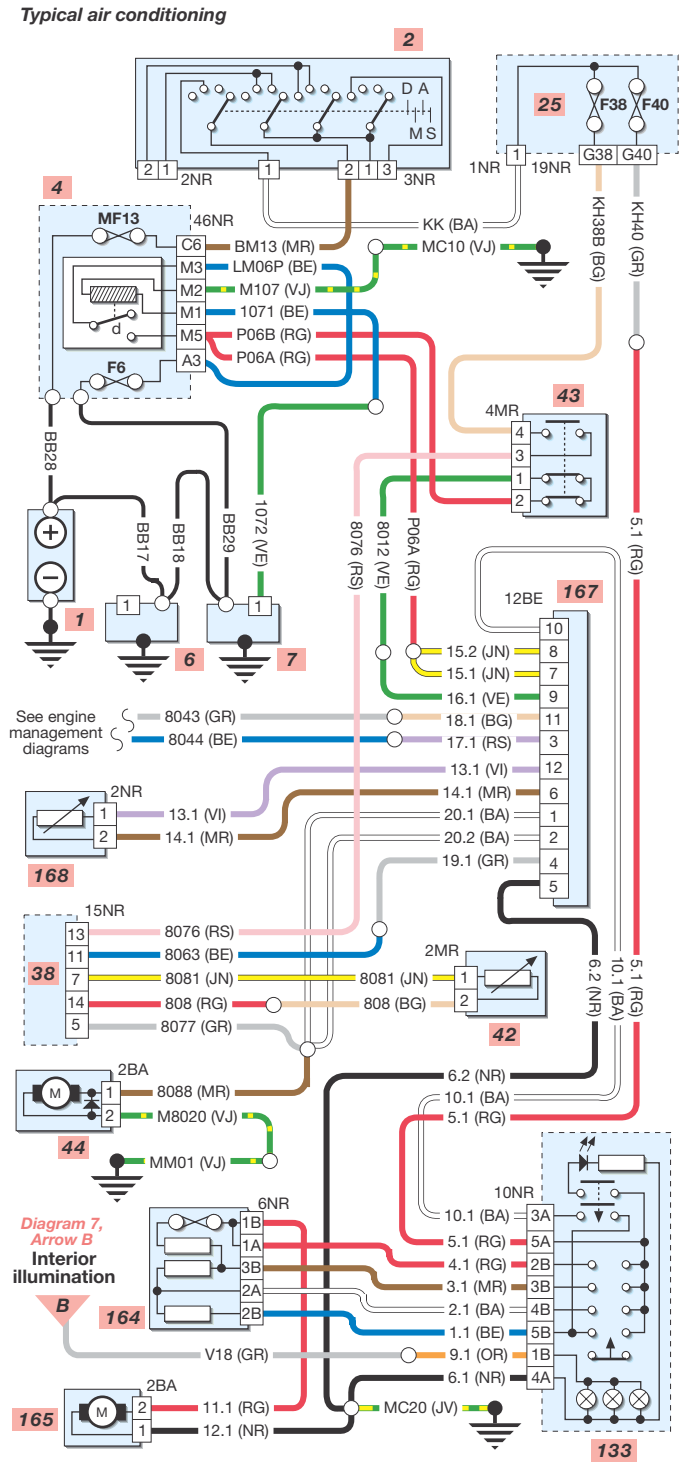 Typical air conditioning
2
D A
M S
2 1
2NR
1
2 1 3
3NR
25
F38 F40
1
1NR 19NR
G38 G40
KK (BA)
KH38B (BG)
KH40 (GR)
4
46NR
MF13
C6
M3
M2
M1
M5
A3
d
F6
BM13 (MR)
LM06P (BE)
M107 (VJ)
1071 (BE)
P06B (RG)
P06A (RG)
MC10 (VJ)
43
4MR
4
3
1
2
BB28
BB17
BB18
BB29
1072 (VE)
8076 (RS)
8012 (VE)
P06A (RG)
5.1 (RG)
+
−
1
1
6
1
7
12BE
167
10
8
7
9
11
3
12
6
1
2
4
5
15.2 (JN)
15.1 (JN)
16.1 (VE)
See engine
management
diagrams
8043 (GR)
18.1 (BG)
8044 (BE)
17.1 (RS)
13.1 (VI)
14.1 (MR)
20.1 (BA)
20.2 (BA)
19.1 (GR)
2NR
1
2
13.1 (VI)
14.1 (MR)
168
15NR
38
13
11
7
14
5
8076 (RS)
8063 (BE)
8081 (JN)
8081 (JN)
808 (RG)
808 (BG)
8077 (GR)
2MR
1
2
42
6.2 (NR)
10.1 (BA)
5.1 (RG)
2BA
M
1
2
8088 (MR)
M8020 (VJ)
44
MM01 (VJ)
6.2 (NR)
10.1 (BA)
5.1 (RG)
10NR
Diagram 7,
Arrow B
Interior
illumination
B
6NR
1B
1A
3B
2A
2B
164
10.1 (BA)
5.1 (RG)
4.1 (RG)
3.1 (MR)
2.1 (BA)
1.1 (BE)
3A
5A
2B
3B
4B
5B
1B
4A
V18 (GR)
9.1 (OR)
6.1 (NR)
165
2BA
M
2
1
11.1 (RG)
12.1 (NR)
MC20 (JV)
133